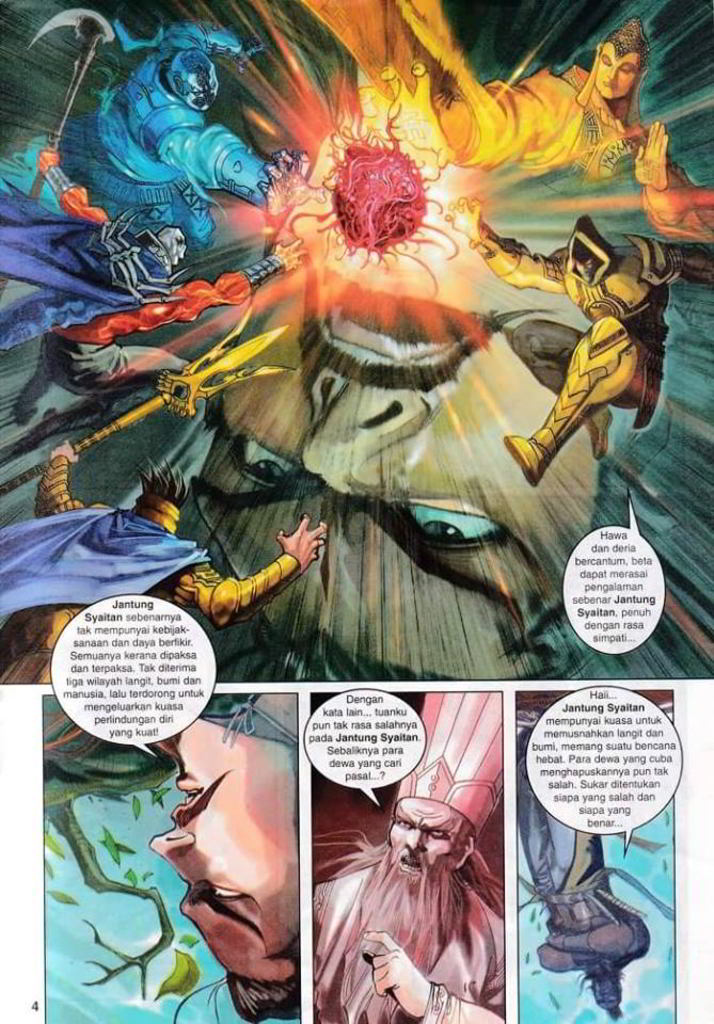 Hawa
dan deria
bercantum, beta
dapat merasai
pengalaman
sebenar Jantung
Syaitan, penuh
dengan rasa
simpati...
Jantung
Syaitan sebenarnya
tak mempunyai kebijak-
sanaan dan daya berfikir.
Semuanya kerana dipaksa
dan terpaksa. Tak diterima
tiga wilayah langit, bumi dan
manusia, lalu terdorong untuk
mengeluarkan kuasa
perlindungan diri
yang kuat!
Dengan
kata lain... tuanku
pun tak rasa salahnya
pada Jantung Syaitan.
Sebaliknya para
dewa yang cari
pasal...?
Haii...
Jantung Syaitan
mempunyai kuasa untuk
memusnahkan langit dan
bumi, memang suatu bencana
hebat. Para dewa yang cuba
menghapuskannya pun tak
salah. Sukar ditentukan
siapa yang salah dan
siapa yang
benar...
4